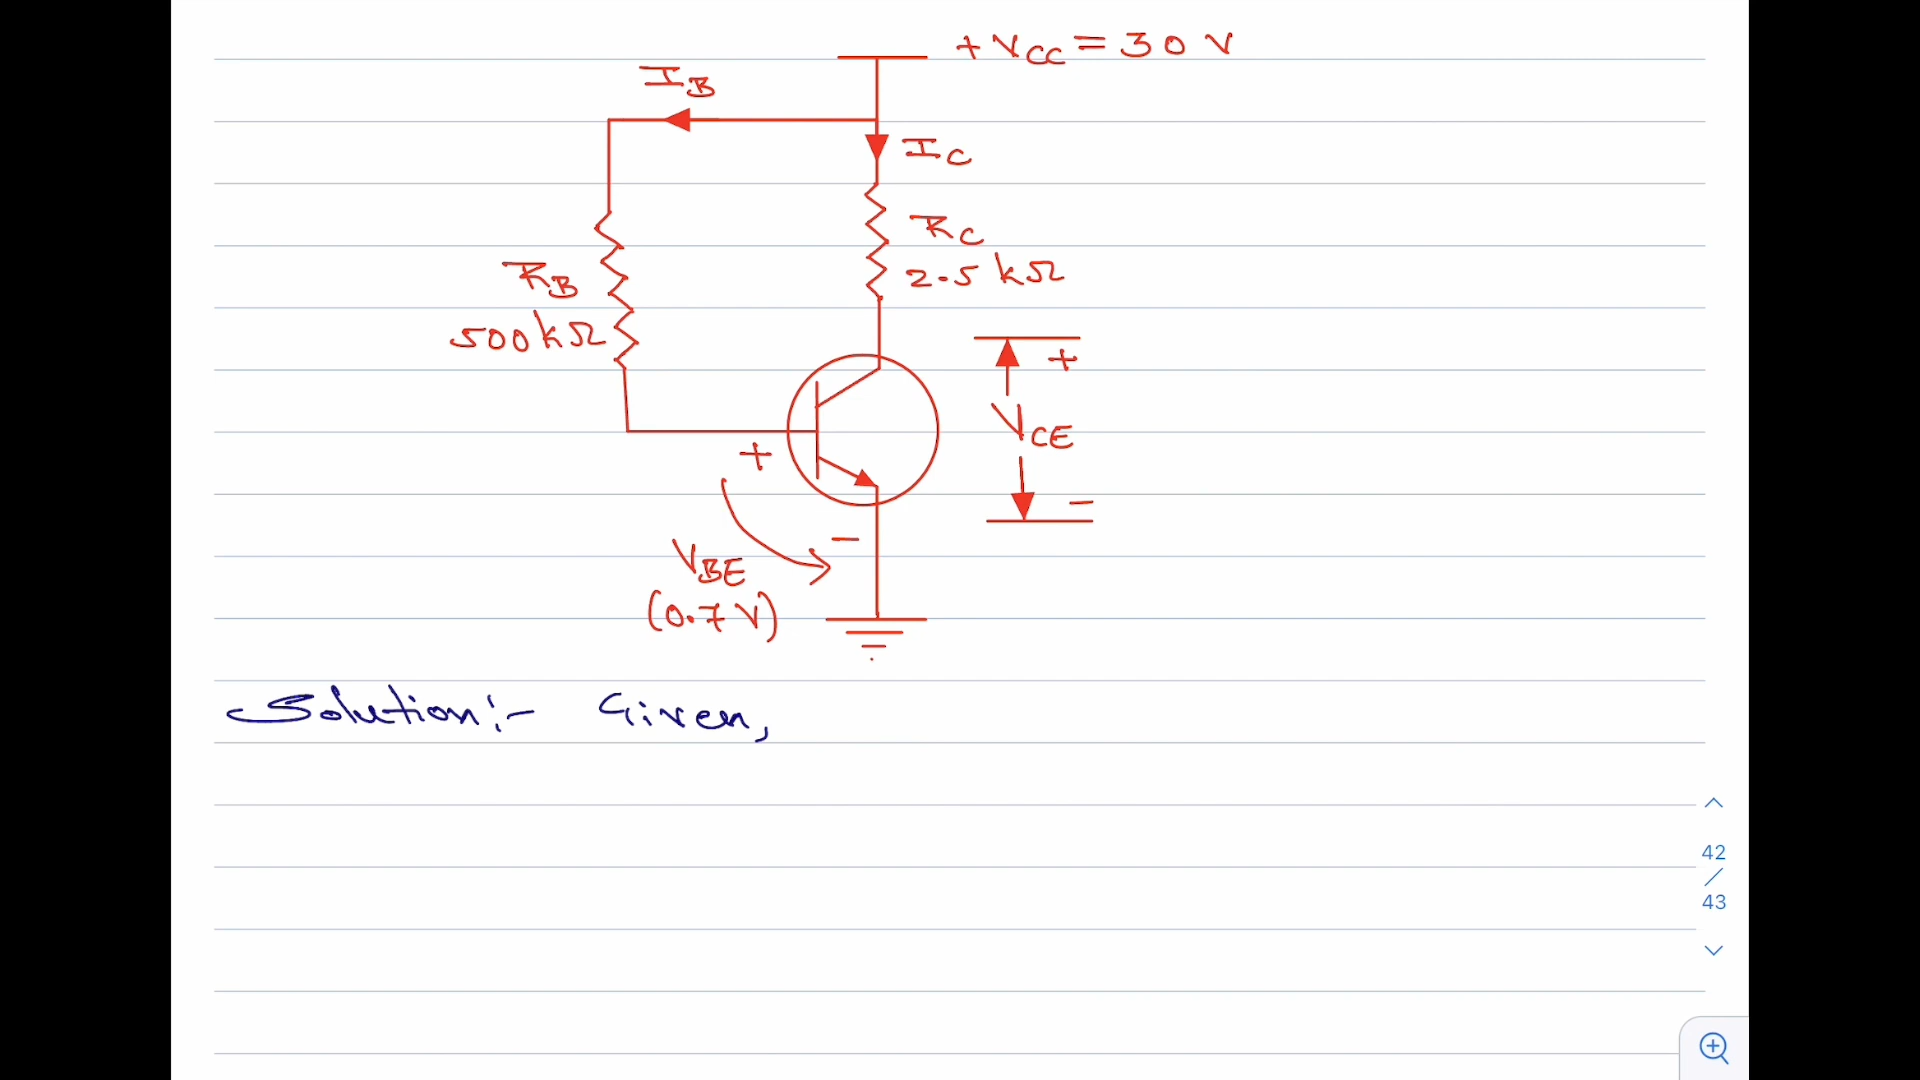 +VCC = 30 V
IB
IC
RC
2.5 kΩ
RB
500kΩ
+
VCE
-
+
-
VBE
(0.7 V)
Solution:- Given,
42
/
43